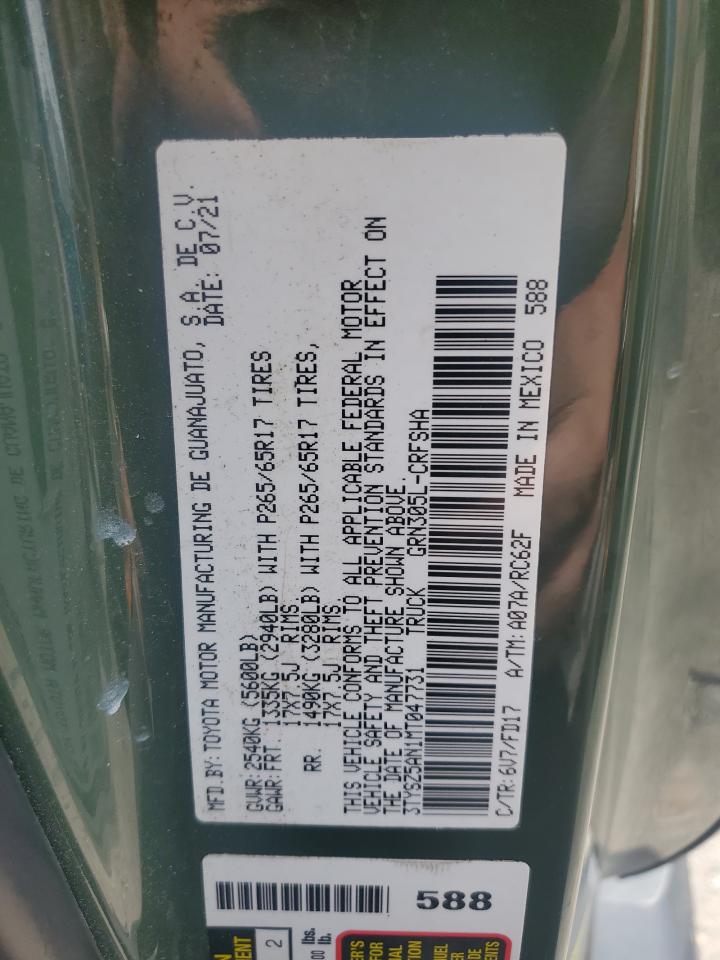 MFD.BY: TOYOTA MOTOR MANUFACTURING DE GUANAJUATO, S.A. DE C.V.
DATE: 07/21
GVWR: 2540KG (5600LB)
GAWR: FRT. 1335KG (2940LB) WITH P265/65R17 TIRES
17X7.5J RIMS
RR. 1490KG (3280LB) WITH P265/65R17 TIRES,
17X7.5J RIMS.
THIS VEHICLE CONFORMS TO ALL APPLICABLE FEDERAL MOTOR
VEHICLE SAFETY AND THEFT PREVENTION STANDARDS IN EFFECT ON
THE DATE OF MANUFACTURE SHOWN ABOVE.
3TYSZ5AN1MT047731 TRUCK GRN305L-CRFSHA
C/TR: 6V7/FD17 A/TM: A07A/RC62F MADE IN MEXICO 588
588
2
lbs.
lb.